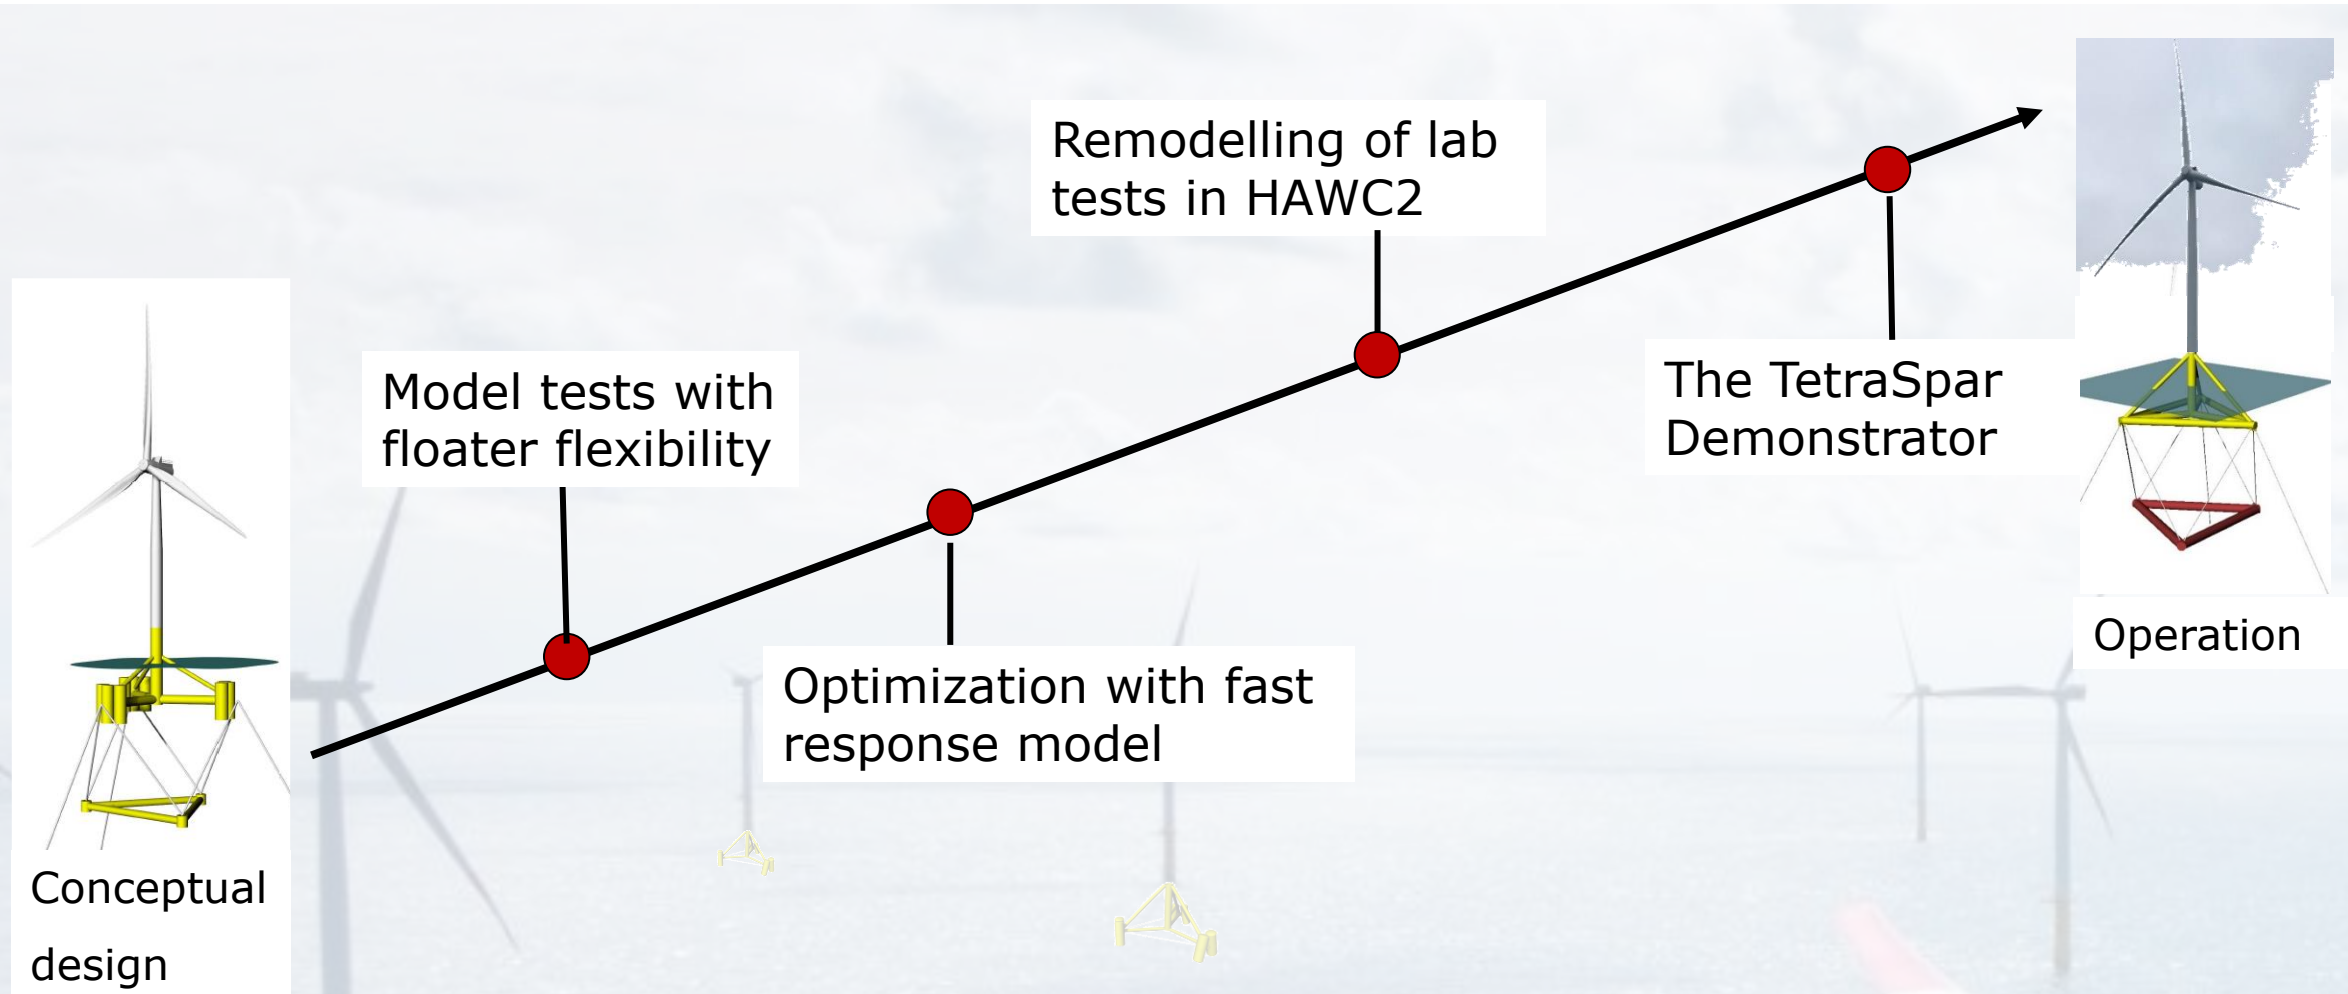 Conceptual
design
Model tests with
floater flexibility
Optimization with fast
response model
Remodelling of lab
tests in HAWC2
The TetraSpar
Demonstrator
Operation